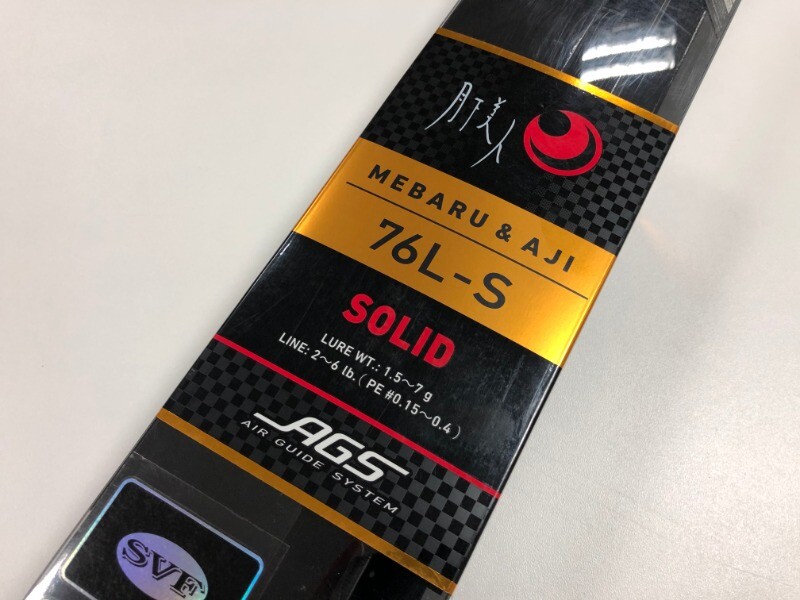 月下美人
MEBARU & AJI
76L-S
SOLID
LURE WT.: 1.5～7 g
LINE: 2～6 lb. ( PE #0.15～0.4 )
AGS
AIR GUIDE SYSTEM
SVF